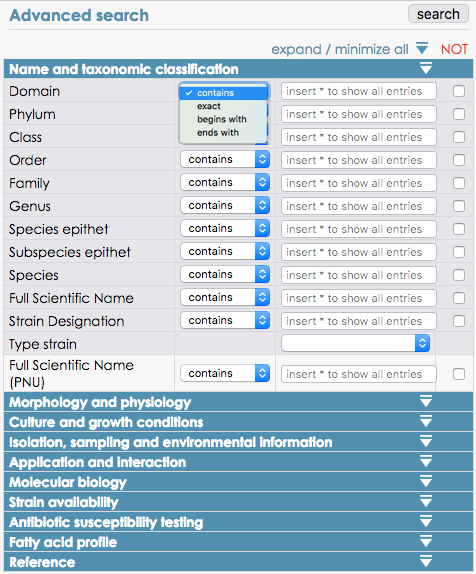 Advanced search
search
expand / minimize all NOT
Name and taxonomic classification
Domain ✓ contains insert * to show all entries
exact
begins with
ends with
Phylum insert * to show all entries
Class insert * to show all entries
Order contains insert * to show all entries
Family contains insert * to show all entries
Genus contains insert * to show all entries
Species epithet contains insert * to show all entries
Subspecies epithet contains insert * to show all entries
Species contains insert * to show all entries
Full Scientific Name contains insert * to show all entries
Strain Designation contains insert * to show all entries
Type strain
Full Scientific Name
(PNU) contains insert * to show all entries
Morphology and physiology
Culture and growth conditions
Isolation, sampling and environmental information
Application and interaction
Molecular biology
Strain availability
Antibiotic susceptibility testing
Fatty acid profile
Reference